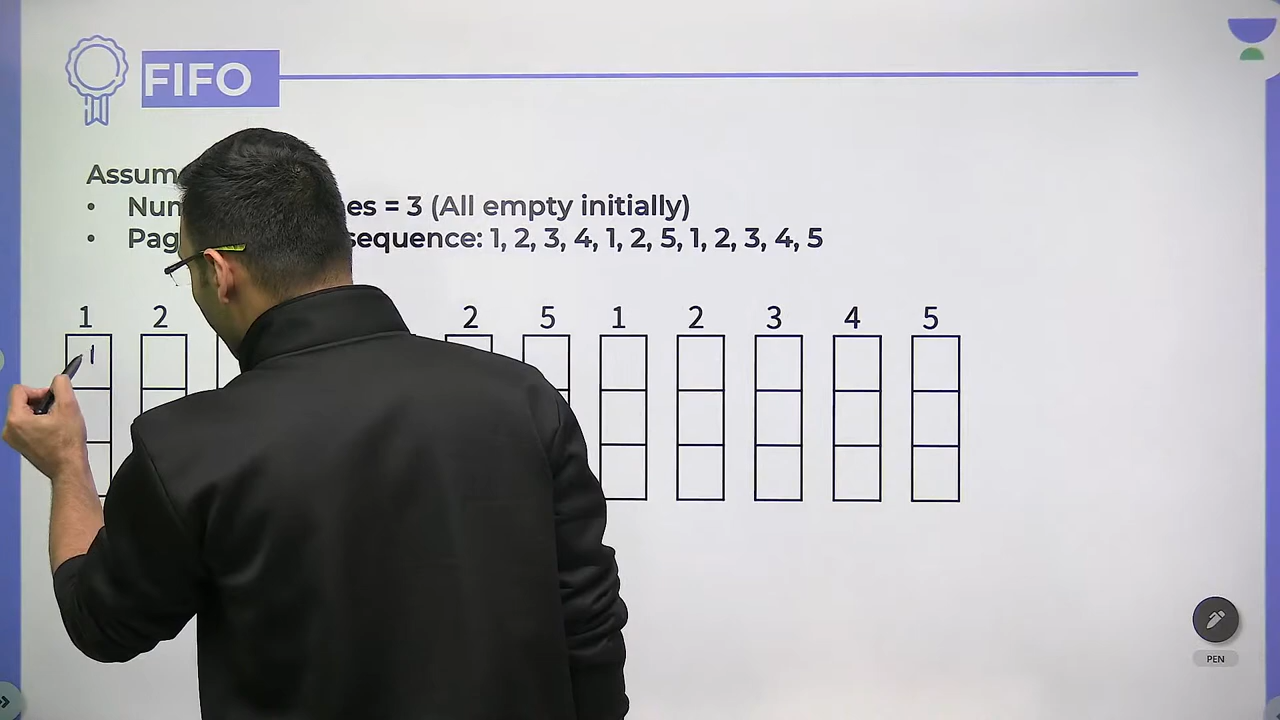 FIFO
Assum
• Num es = 3 (All empty initially)
• Pag sequence: 1, 2, 3, 4, 1, 2, 5, 1, 2, 3, 4, 5
1 2 2 5 1 2 3 4 5
1
PEN